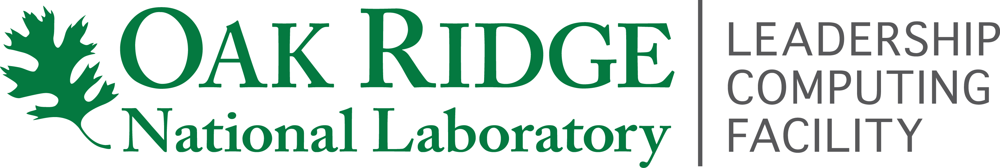 OAK RIDGE
National Laboratory
LEADERSHIP
COMPUTING
FACILITY